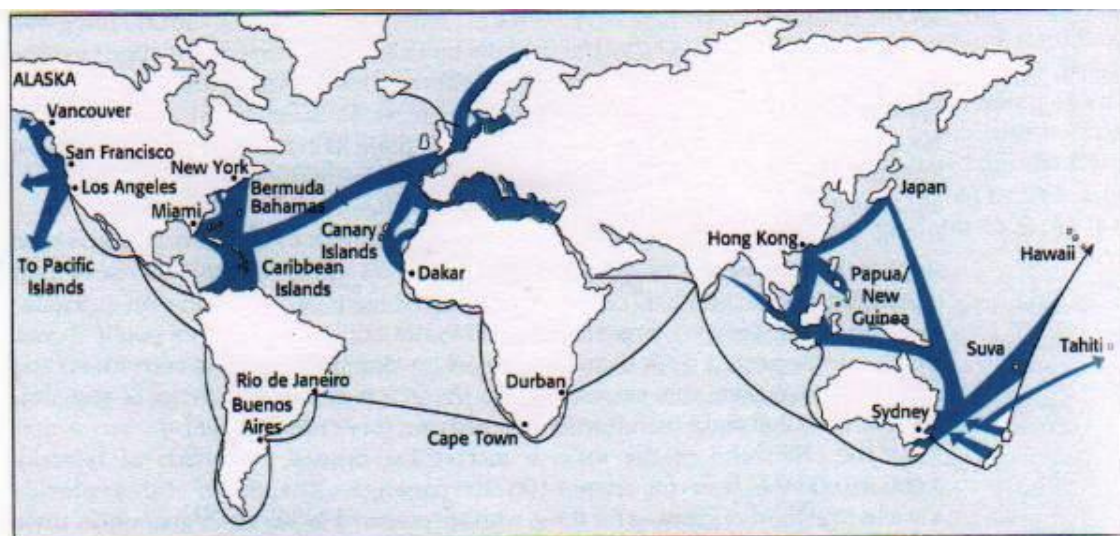 ALASKA
Vancouver
San Francisco
Los Angeles
New York
Bermuda
Bahamas
Miami
To Pacific
Islands
Caribbean
Islands
Canary
Islands
Dakar
Rio de Janeiro
Buenos
Aires
Durban
Cape Town
Japan
Hong Kong
Papua/
New
Guinea
Hawaii
Suva
Tahiti
Sydney